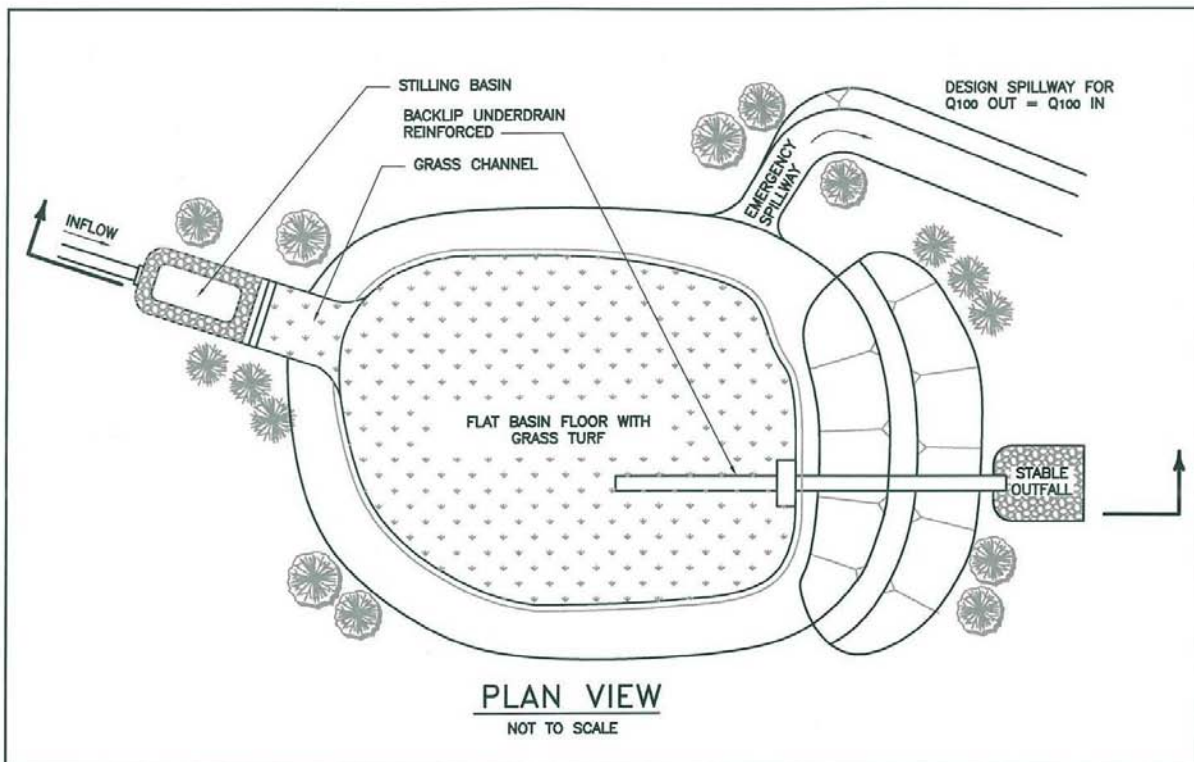 STILLING BASIN
BACKLIP UNDERDRAIN
REINFORCED
GRASS CHANNEL
DESIGN SPILLWAY FOR
Q100 OUT = Q100 IN
EMERGENCY
SPILLWAY
INFLOW
FLAT BASIN FLOOR WITH
GRASS TURF
STABLE
OUTFALL
PLAN VIEW
NOT TO SCALE